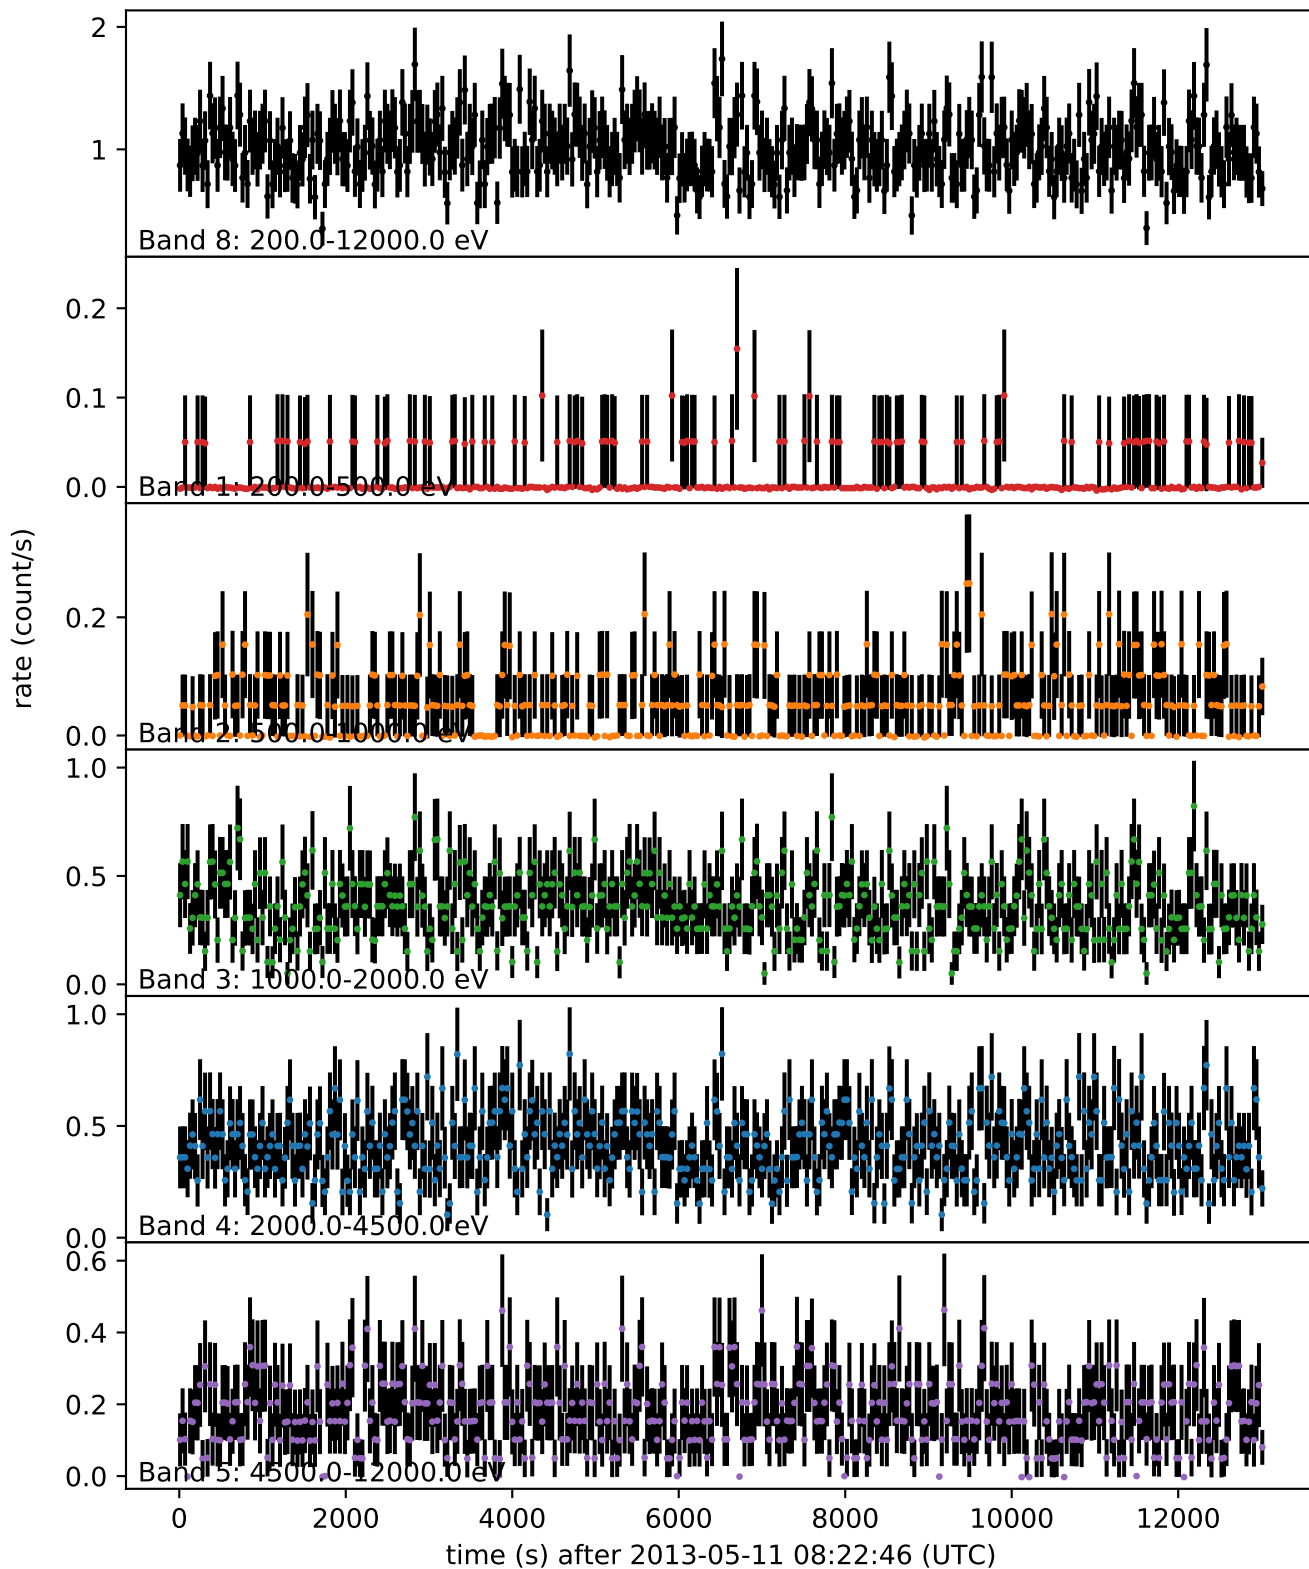 2
1
Band 8: 200.0-12000.0 eV
0.2
0.1
0.0
Band 1: 200.0-500.0 eV
0.2
0.0
Band 2: 500.0-1000.0 eV
1.0
0.5
0.0
Band 3: 1000.0-2000.0 eV
1.0
0.5
0.0
Band 4: 2000.0-4500.0 eV
0.6
0.4
0.2
0.0
Band 5: 4500.0-12000.0 eV
rate (count/s)
0 2000 4000 6000 8000 10000 12000
time (s) after 2013-05-11 08:22:46 (UTC)